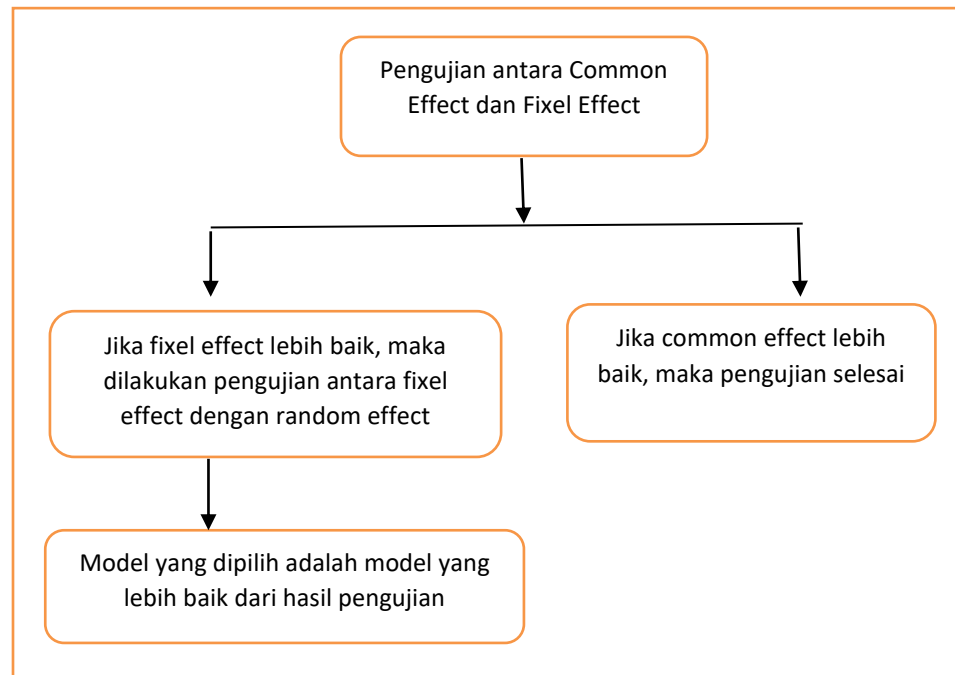 Pengujian antara Common
Effect dan Fixel Effect
Jika fixel effect lebih baik, maka
dilakukan pengujian antara fixel
effect dengan random effect
Jika common effect lebih
baik, maka pengujian selesai
Model yang dipilih adalah model yang
lebih baik dari hasil pengujian